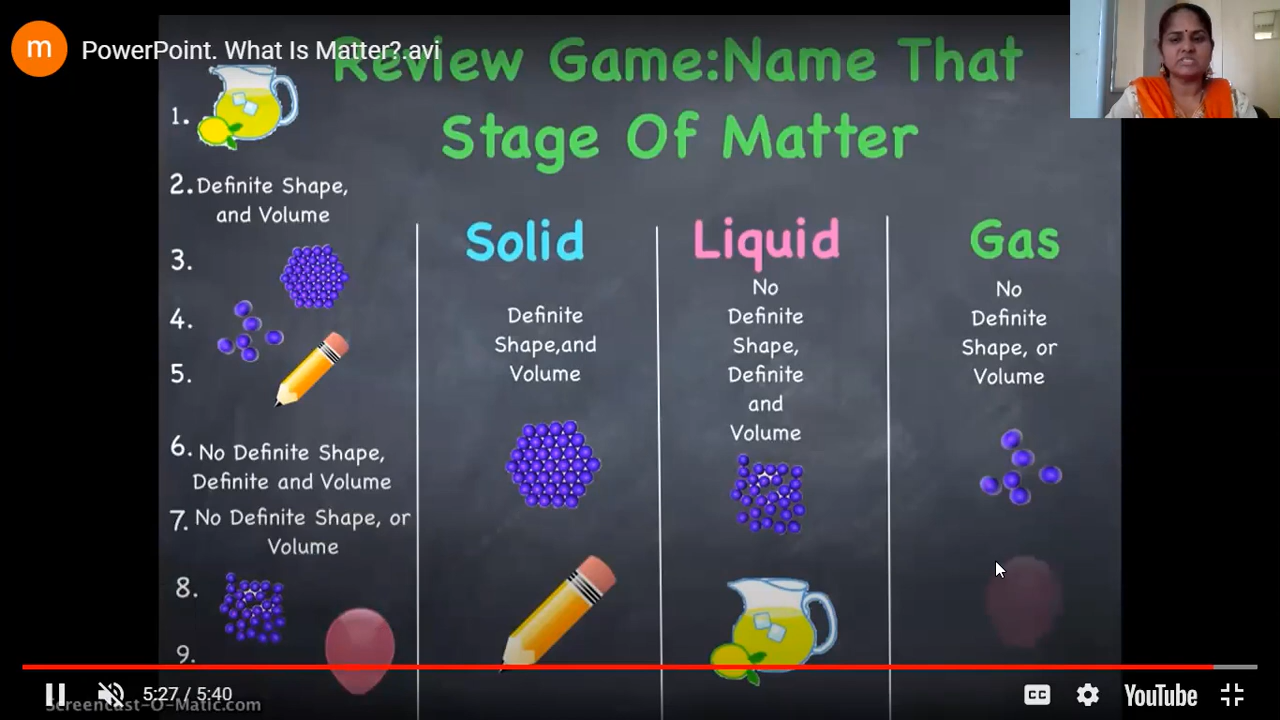 m PowerPoint. What Is Matter?.avi
Review Game:Name That
Stage Of Matter
1.
2. Definite Shape,
and Volume
3.
4.
5.
6. No Definite Shape,
Definite and Volume
7. No Definite Shape, or
Volume
8.
9.
Solid
Definite
Shape,and
Volume
Liquid
No
Definite
Shape,
Definite
and
Volume
Gas
No
Definite
Shape, or
Volume
5:27 / 5:40
CC
YouTube
Screencast-O-Matic.com